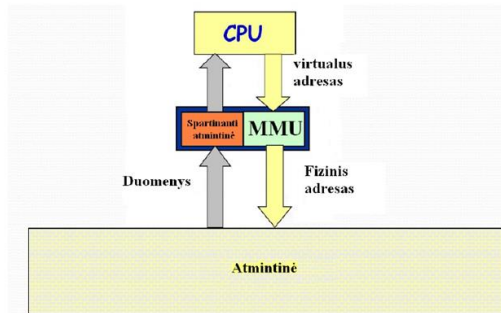 CPU
virtualus
adresas
Spartinanti
atmintinė
MMU
Duomenys
Fizinis
adresas
Atmintinė